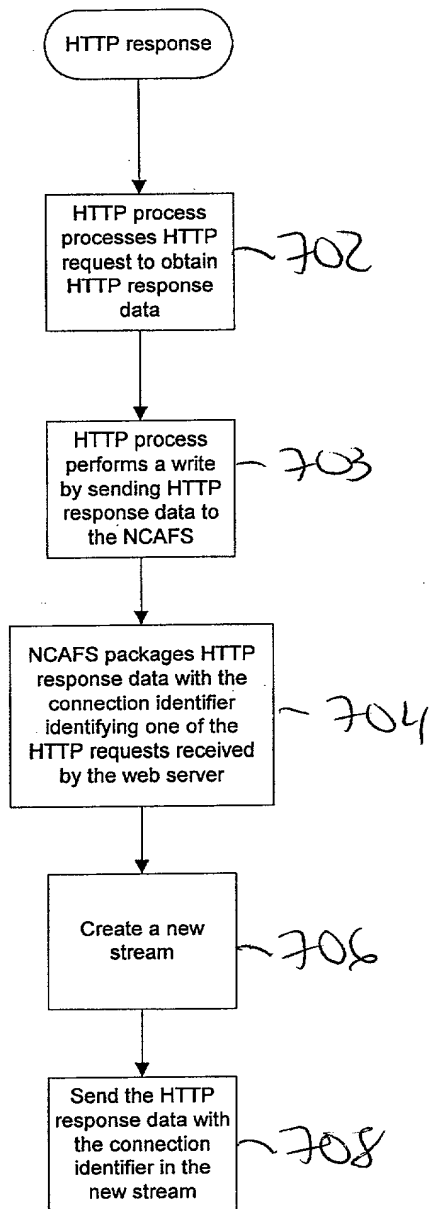 HTTP response
HTTP process
processes HTTP
request to obtain
HTTP response
data
702
HTTP process
performs a write
by sending HTTP
response data to
the NCAFS
703
NCAFS packages HTTP
response data with the
connection identifier
identifying one of the
HTTP requests received
by the web server
704
Create a new
stream
706
Send the HTTP
response data with
the connection
identifier in the
new stream
708